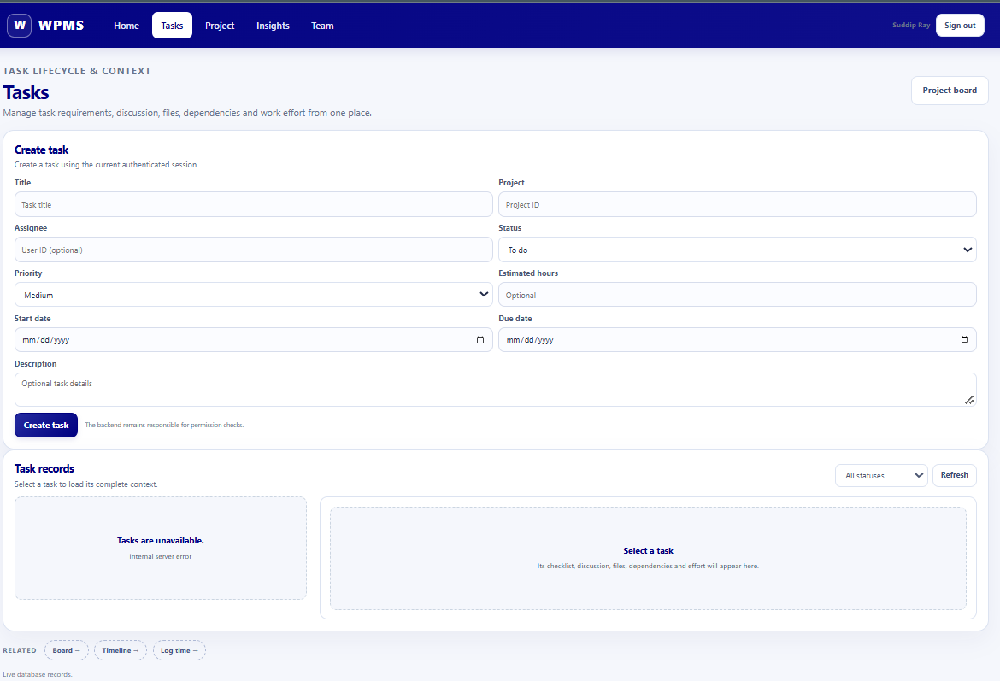 W WPMS Home Tasks Project Insights Team Suddip Ray Sign out
TASK LIFECYCLE & CONTEXT
Tasks
Project board
Manage task requirements, discussion, files, dependencies and work effort from one place.
Create task
Create a task using the current authenticated session.
Title Project
Task title Project ID
Assignee Status
User ID (optional) To do
Priority Estimated hours
Medium Optional
Start date Due date
mm/dd/yyyy mm/dd/yyyy
Description
Optional task details
Create task The backend remains responsible for permission checks.
Task records
Select a task to load its complete context.
All statuses Refresh
Tasks are unavailable.
Internal server error
Select a task
Its checklist, discussion, files, dependencies and effort will appear here.
RELATED Board → Timeline → Log time →
Live database records.